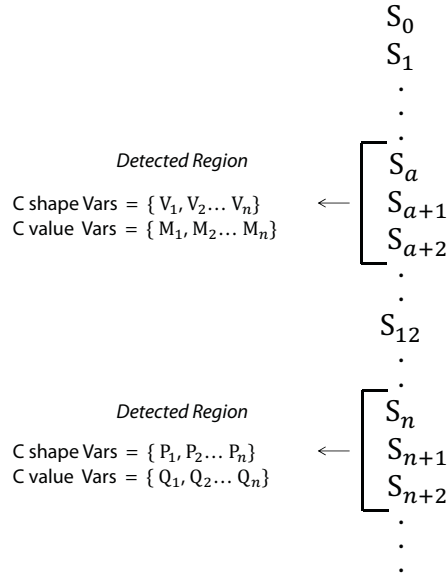 S₀
S₁
.
.
.
Detected Region
C shape Vars = { V₁, V₂... Vₙ}
C value Vars = { M₁, M₂... Mₙ}
←
Sₐ
Sₐ₊₁
Sₐ₊₂
.
.
S₁₂
.
.
Detected Region
C shape Vars = { P₁, P₂... Pₙ}
C value Vars = { Q₁, Q₂... Qₙ}
←
Sₙ
Sₙ₊₁
Sₙ₊₂
.
.
.